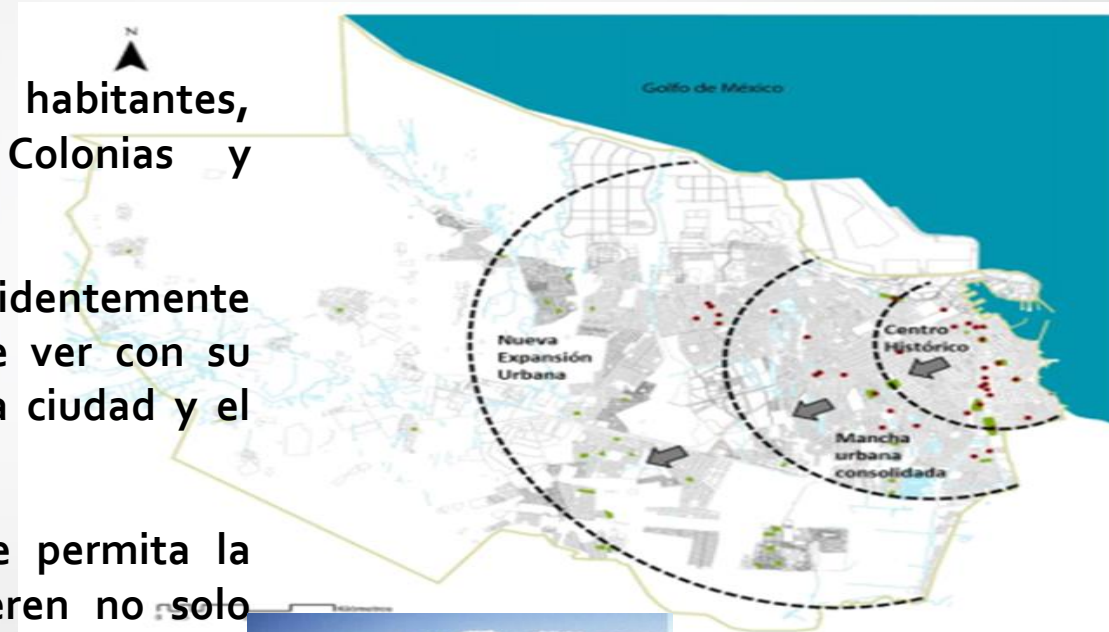 habitantes,
Colonias y
identemente
e ver con su
a ciudad y el
e permita la
eren no solo
N
Golfo de México
Nueva
Expansión
Urbana
Centro
Histórico
Mancha
urbana
consolidada
Kilómetros